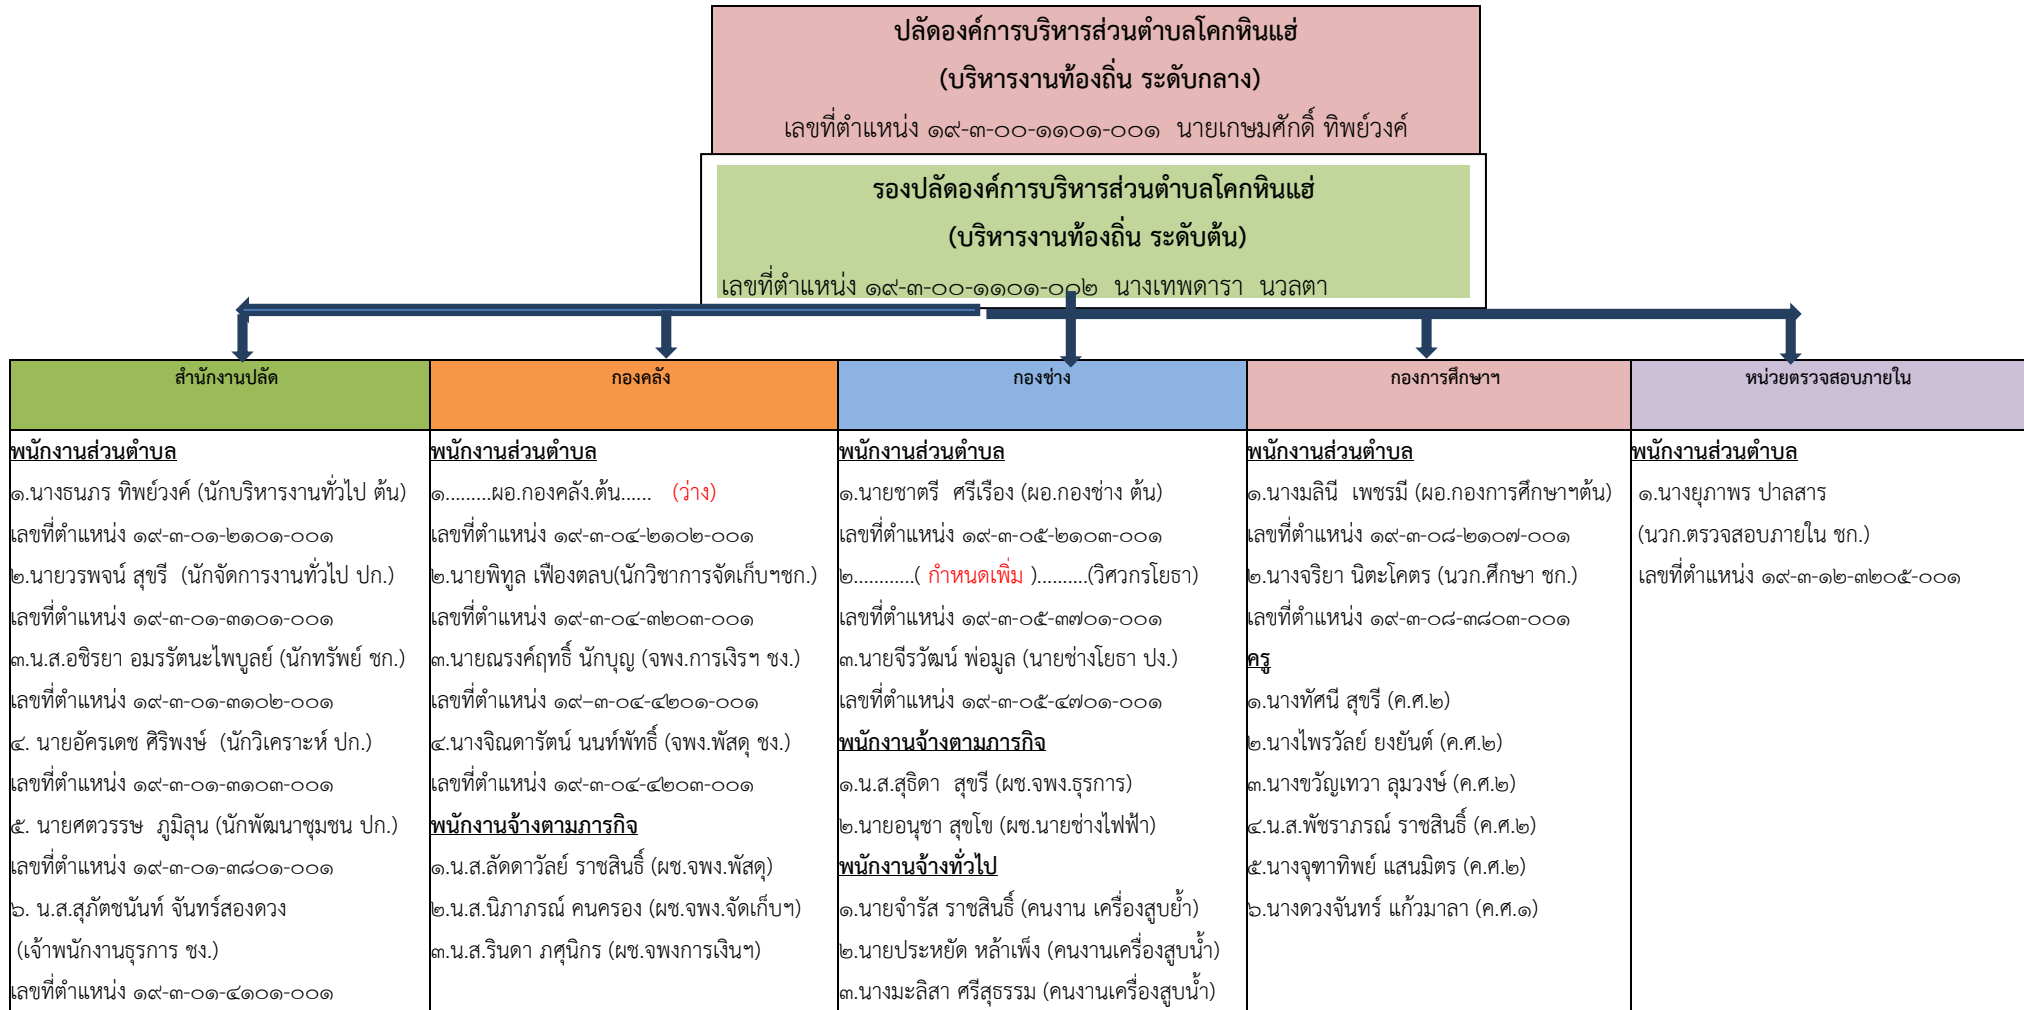 ปลัดองค์การบริหารส่วนตำบลโคกหินแฮ่
(บริหารงานท้องถิ่น ระดับกลาง)
เลขที่ตำแหน่ง ๑๙-๓-๐๐-๑๑๐๑-๐๐๑ นายเกษมศักดิ์ ทิพย์วงค์
รองปลัดองค์การบริหารส่วนตำบลโคกหินแฮ่
(บริหารงานท้องถิ่น ระดับต้น)
เลขที่ตำแหน่ง ๑๙-๓-๐๐-๑๑๐๑-๐๐๒ นางเทพดารา นวลตา
สำนักงานปลัด
พนักงานส่วนตำบล
๑.นางธนภร ทิพย์วงค์ (นักบริหารงานทั่วไป ต้น)
เลขที่ตำแหน่ง ๑๙-๓-๐๑-๒๑๐๑-๐๐๑
๒.นายวรพจน์ สุขรี (นักจัดการงานทั่วไป ปก.)
เลขที่ตำแหน่ง ๑๙-๓-๐๑-๓๑๐๑-๐๐๑
๓.น.ส.อชิรยา อมรรัตนะไพบูลย์ (นักทรัพย์ ชก.)
เลขที่ตำแหน่ง ๑๙-๓-๐๑-๓๑๐๒-๐๐๑
๔. นายอัครเดช ศิริพงษ์ (นักวิเคราะห์ ปก.)
เลขที่ตำแหน่ง ๑๙-๓-๐๑-๓๑๐๓-๐๐๑
๕. นายศตวรรษ ภูมิลุน (นักพัฒนาชุมชน ปก.)
เลขที่ตำแหน่ง ๑๙-๓-๐๑-๓๘๐๑-๐๐๑
๖. น.ส.สุภัตชนันท์ จันทร์สองดวง
(เจ้าพนักงานธุรการ ชง.)
เลขที่ตำแหน่ง ๑๙-๓-๐๑-๔๑๐๑-๐๐๑
กองคลัง
พนักงานส่วนตำบล
๑.........ผอ.กองคลัง.ต้น...... (ว่าง)
เลขที่ตำแหน่ง ๑๙-๓-๐๔-๒๑๐๒-๐๐๑
๒.นายพิทูล เฟืองตลบ(นักวิชาการจัดเก็บฯชก.)
เลขที่ตำแหน่ง ๑๙-๓-๐๔-๓๒๐๓-๐๐๑
๓.นายณรงค์ฤทธิ์ นักบุญ (จพง.การเงิรฯ ชง.)
เลขที่ตำแหน่ง ๑๙–๓-๐๔-๔๒๐๑-๐๐๑
๔.นางจิณดารัตน์ นนท์พัทธิ์ (จพง.พัสดุ ชง.)
เลขที่ตำแหน่ง ๑๙-๓-๐๔-๔๒๐๓-๐๐๑
พนักงานจ้างตามภารกิจ
๑.น.ส.ลัดดาวัลย์ ราชสินธิ์ (ผช.จพง.พัสดุ)
๒.น.ส.นิภาภรณ์ คนครอง (ผช.จพง.จัดเก็บฯ)
๓.น.ส.รินดา ภศุนิกร (ผช.จพงการเงินฯ)
กองช่าง
พนักงานส่วนตำบล
๑.นายชาตรี ศรีเรือง (ผอ.กองช่าง ต้น)
เลขที่ตำแหน่ง ๑๙-๓-๐๕-๒๑๐๓-๐๐๑
๒............( กำหนดเพิ่ม ).........(วิศวกรโยธา)
เลขที่ตำแหน่ง ๑๙-๓-๐๕-๓๗๐๑-๐๐๑
๓.นายจีรวัฒน์ พ่อมูล (นายช่างโยธา ปง.)
เลขที่ตำแหน่ง ๑๙-๓-๐๕-๔๗๐๑-๐๐๑
พนักงานจ้างตามภารกิจ
๑.น.ส.สุธิดา สุขรี (ผช.จพง.ธุรการ)
๒.นายอนุชา สุขโข (ผช.นายช่างไฟฟ้า)
พนักงานจ้างทั่วไป
๑.นายจำรัส ราชสินธิ์ (คนงาน เครื่องสูบย้ำ)
๒.นายประหยัด หล้าเพ็ง (คนงานเครื่องสูบน้ำ)
๓.นางมะลิสา ศรีสุธรรม (คนงานเครื่องสูบน้ำ)
กองการศึกษาฯ
พนักงานส่วนตำบล
๑.นางมลินี เพชรมี (ผอ.กองการศึกษาฯต้น)
เลขที่ตำแหน่ง ๑๙-๓-๐๘-๒๑๐๗-๐๐๑
๒.นางจริยา นิตะโคตร (นวก.ศึกษา ชก.)
เลขที่ตำแหน่ง ๑๙-๓-๐๘-๓๘๐๓-๐๐๑
ครู
๑.นางทัศนี สุขรี (ค.ศ.๒)
๒.นางไพรวัลย์ ยงยันต์ (ค.ศ.๒)
๓.นางขวัญเทวา ลุมวงษ์ (ค.ศ.๒)
๔.น.ส.พัชราภรณ์ ราชสินธิ์ (ค.ศ.๒)
๕.นางจุฑาทิพย์ แสนมิตร (ค.ศ.๒)
๖.นางดวงจันทร์ แก้วมาลา (ค.ศ.๑)
หน่วยตรวจสอบภายใน
พนักงานส่วนตำบล
๑.นางยุภาพร ปาลสาร
(นวก.ตรวจสอบภายใน ชก.)
เลขที่ตำแหน่ง ๑๙-๓-๑๒-๓๒๐๕-๐๐๑